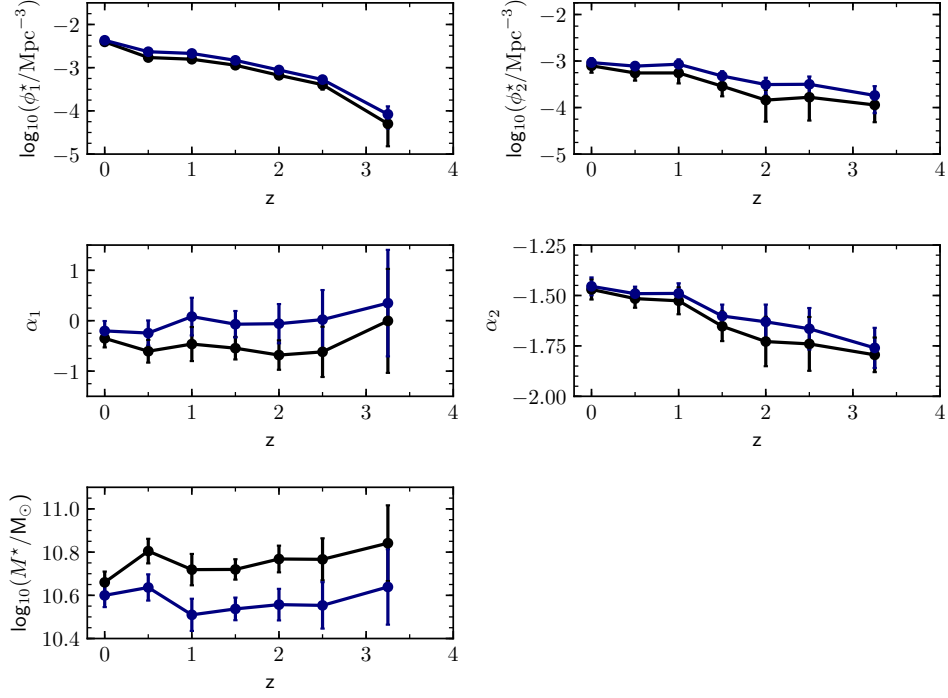 log₁₀(ϕ₁*/Mpc⁻³)
−2
−3
−4
−5
0 1 2 3 4
z
log₁₀(ϕ₂*/Mpc⁻³)
−2
−3
−4
−5
0 1 2 3 4
z
α₁
1
0
−1
0 1 2 3 4
z
α₂
−1.25
−1.50
−1.75
−2.00
0 1 2 3 4
z
log₁₀(M*/M⊙)
11.0
10.8
10.6
10.4
0 1 2 3 4
z